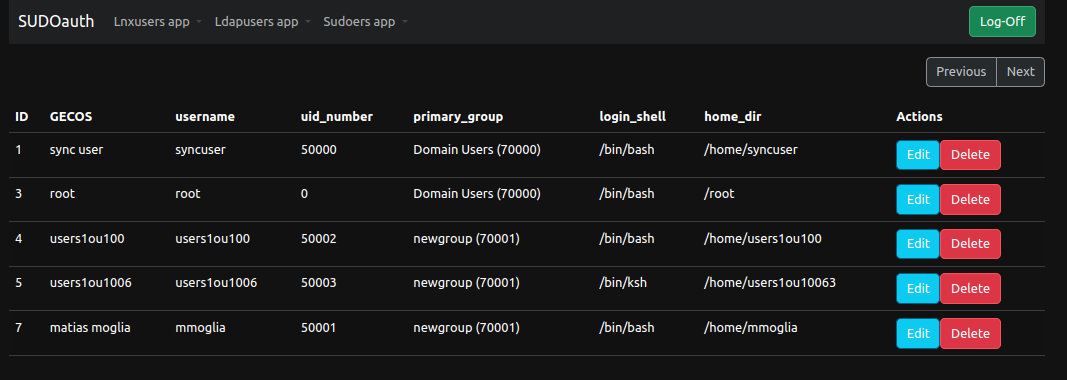 SUDOauth Lnxusers app Ldapusers app Sudoers app Log-Off
Previous Next
ID GECOS username uid_number primary_group login_shell home_dir Actions
1 sync user syncuser 50000 Domain Users (70000) /bin/bash /home/syncuser Edit Delete
3 root root 0 Domain Users (70000) /bin/bash /root Edit Delete
4 users1ou100 users1ou100 50002 newgroup (70001) /bin/bash /home/users1ou100 Edit Delete
5 users1ou1006 users1ou1006 50003 newgroup (70001) /bin/ksh /home/users1ou10063 Edit Delete
7 matias moglia mmoglia 50001 newgroup (70001) /bin/bash /home/mmoglia Edit Delete